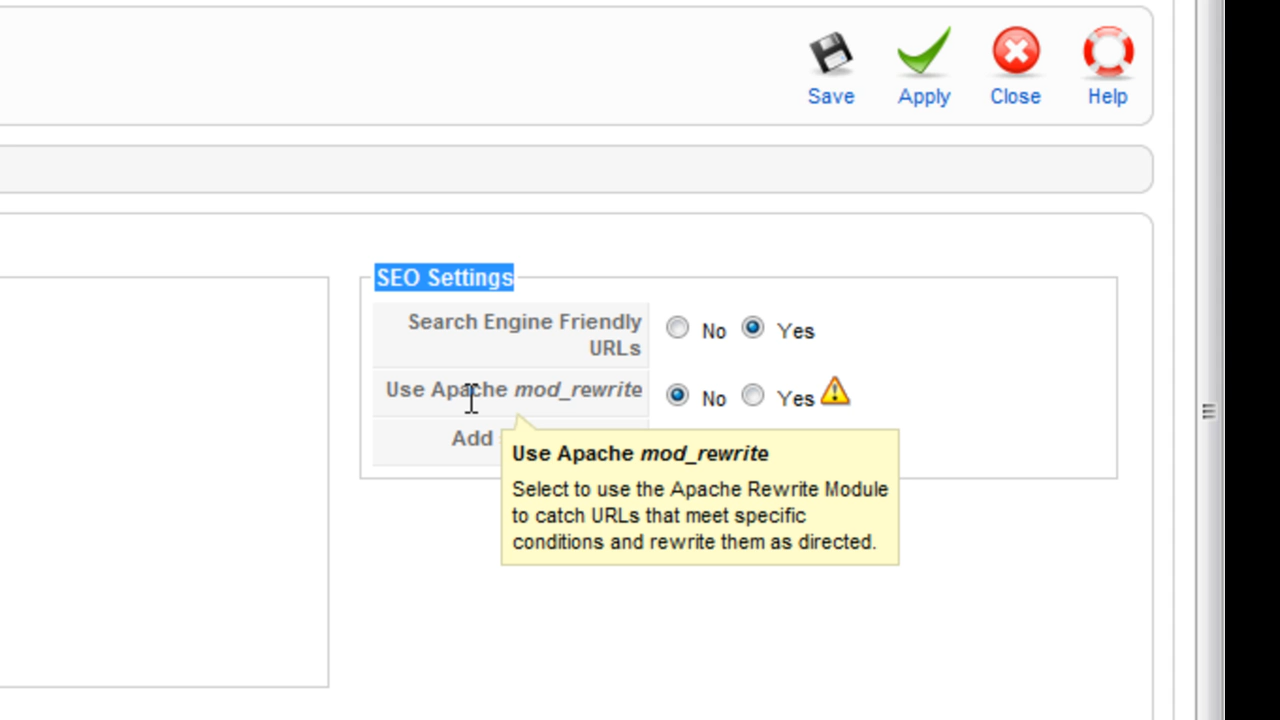 Save Apply Close Help
SEO Settings
Search Engine Friendly
URLs
No Yes
Use Apache mod_rewrite
No Yes
Add
Use Apache mod_rewrite
Select to use the Apache Rewrite Module
to catch URLs that meet specific
conditions and rewrite them as directed.